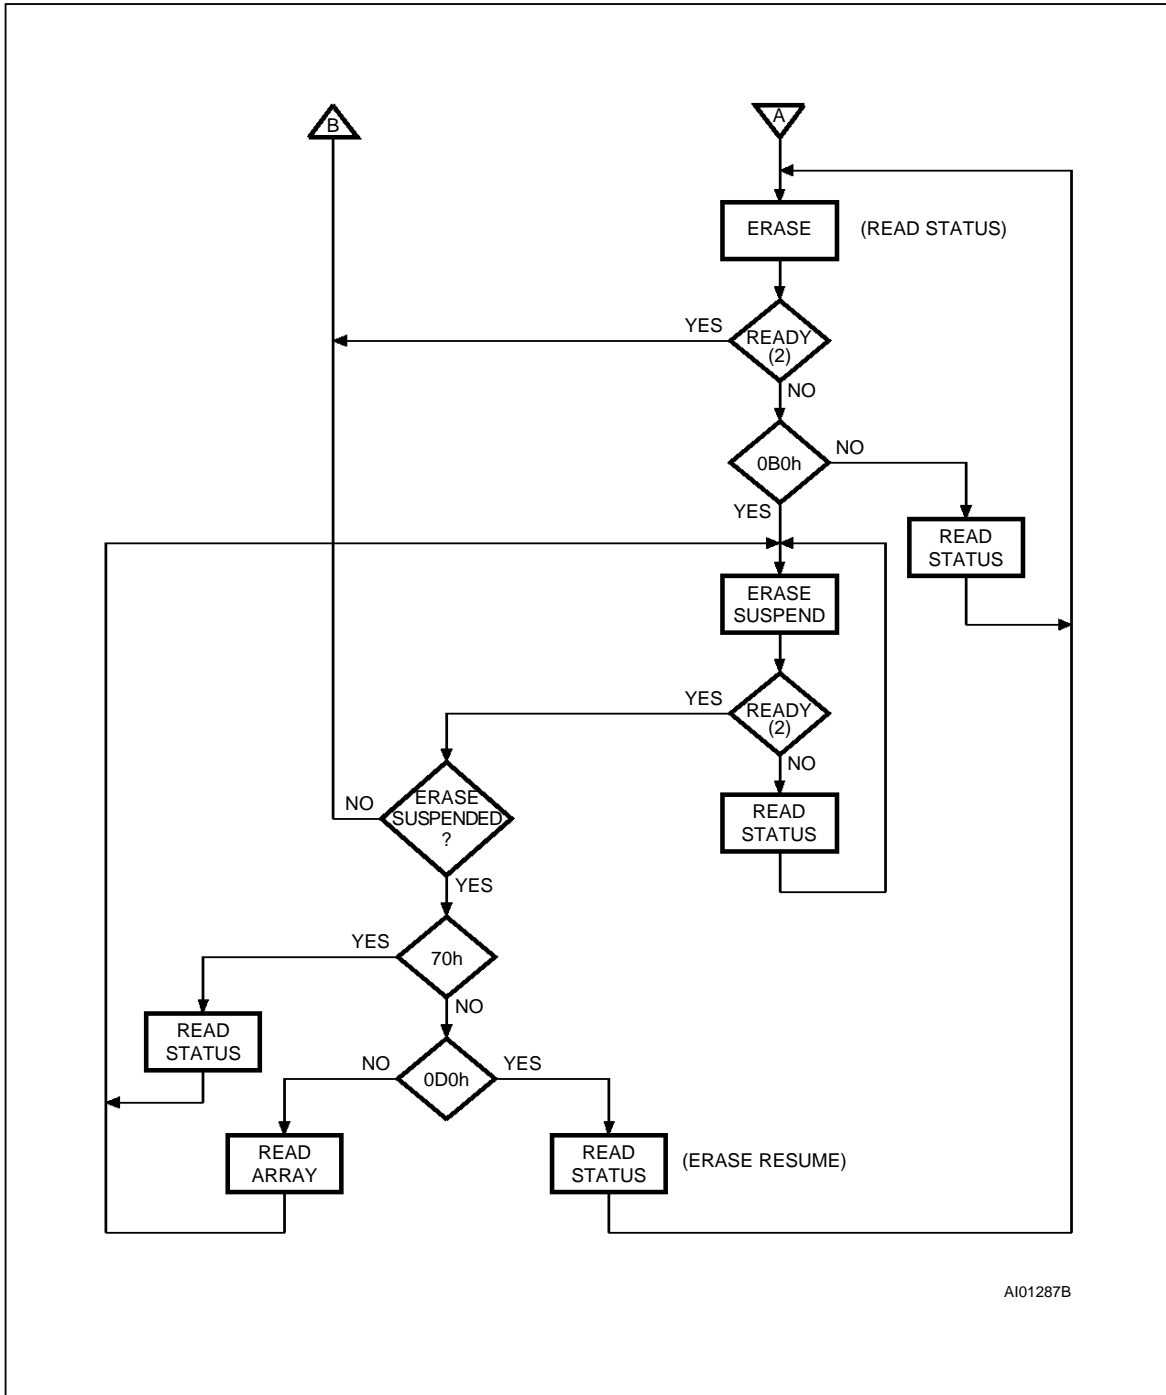 B
A
ERASE
(READ STATUS)
YES
READY
(2)
NO
0B0h
NO
YES
READ
STATUS
ERASE
SUSPEND
YES
READY
(2)
NO
ERASE
SUSPENDED
?
NO
READ
STATUS
YES
YES
70h
NO
READ
STATUS
NO
0D0h
YES
READ
ARRAY
READ
STATUS
(ERASE RESUME)
AI01287B